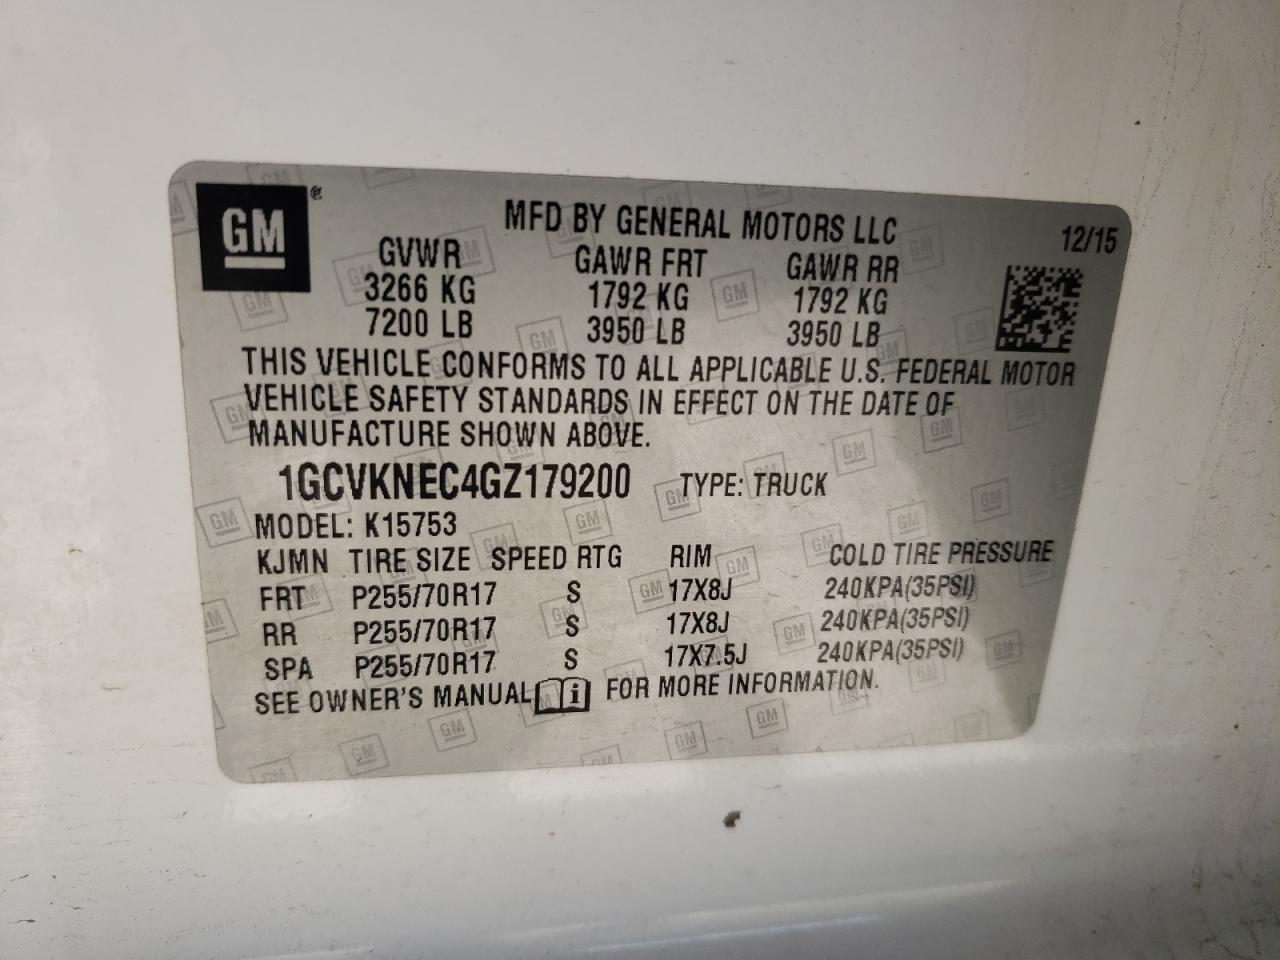 GM®
MFD BY GENERAL MOTORS LLC 12/15
GVWR GAWR FRT GAWR RR
3266 KG 1792 KG 1792 KG
7200 LB 3950 LB 3950 LB
THIS VEHICLE CONFORMS TO ALL APPLICABLE U.S. FEDERAL MOTOR
VEHICLE SAFETY STANDARDS IN EFFECT ON THE DATE OF
MANUFACTURE SHOWN ABOVE.
1GCVKNEC4GZ179200 TYPE: TRUCK
MODEL: K15753
KJMN TIRE SIZE SPEED RTG RIM COLD TIRE PRESSURE
FRT P255/70R17 S 17X8J 240KPA(35PSI)
RR P255/70R17 S 17X8J 240KPA(35PSI)
SPA P255/70R17 S 17X7.5J 240KPA(35PSI)
SEE OWNER'S MANUAL i FOR MORE INFORMATION.